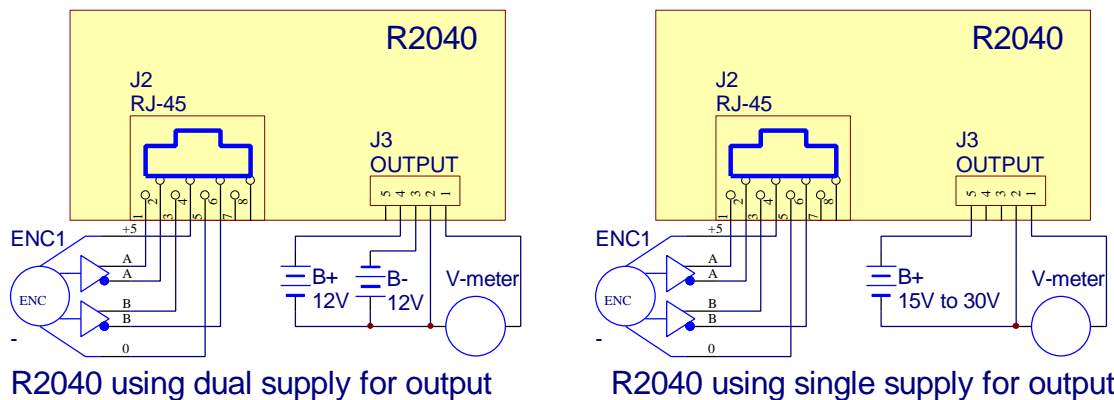 R2040
J2
RJ-45
J3
OUTPUT
5 4 3 2 1
1 2 3 4 5 6 7 8
+5
ENC1
A
A
ENC
B
B
-
0
B+
12V
B-
12V
V-meter
R2040 using dual supply for output
R2040
J2
RJ-45
J3
OUTPUT
5 4 3 2 1
1 2 3 4 5 6 7 8
+5
ENC1
A
A
ENC
B
B
-
0
B+
15V to 30V
V-meter
R2040 using single supply for output